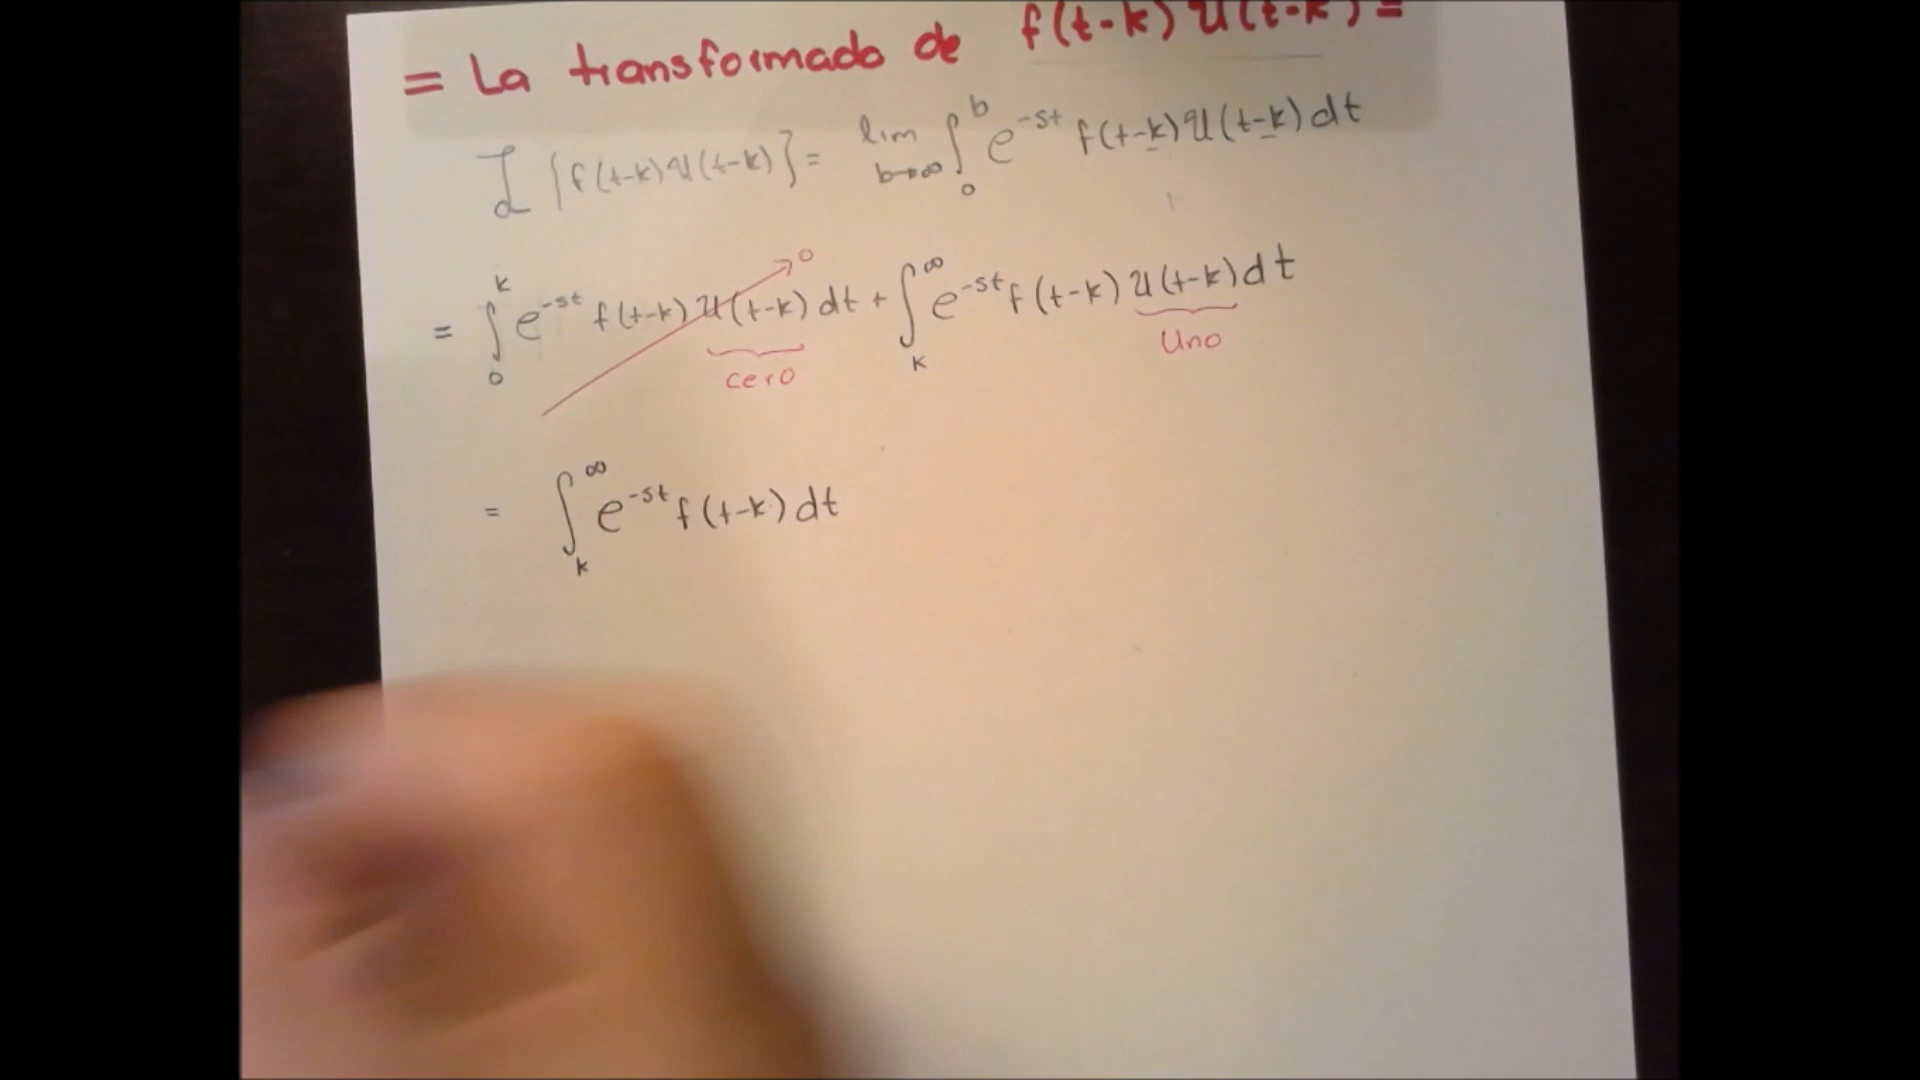 = La transformada de f(t-k) U(t-k) =
L {f(t-k) U(t-k)} = lim b→∞ ∫₀ᵇ e^-st f(t-k) U(t-k) dt
= ∫₀ᵏ e^-st f(t-k) U(t-k) dt + ∫ₖ^∞ e^-st f(t-k) U(t-k) dt
0
cero
Uno
= ∫ₖ^∞ e^-st f(t-k) dt